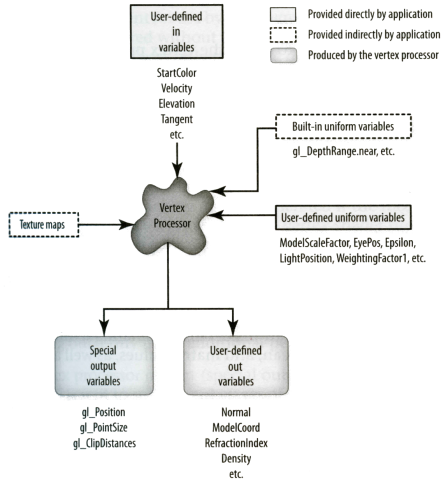 User-defined
in
variables
StartColor
Velocity
Elevation
Tangent
etc.
Provided directly by application
Provided indirectly by application
Produced by the vertex processor
Built-in uniform variables
gl_DepthRange.near, etc.
Vertex
Processor
Texture maps
User-defined uniform variables
ModelScaleFactor, EyePos, Epsilon,
LightPosition, WeightingFactor1, etc.
Special
output
variables
gl_Position
gl_PointSize
gl_ClipDistances
User-defined
out
variables
Normal
ModelCoord
RefractionIndex
Density
etc.